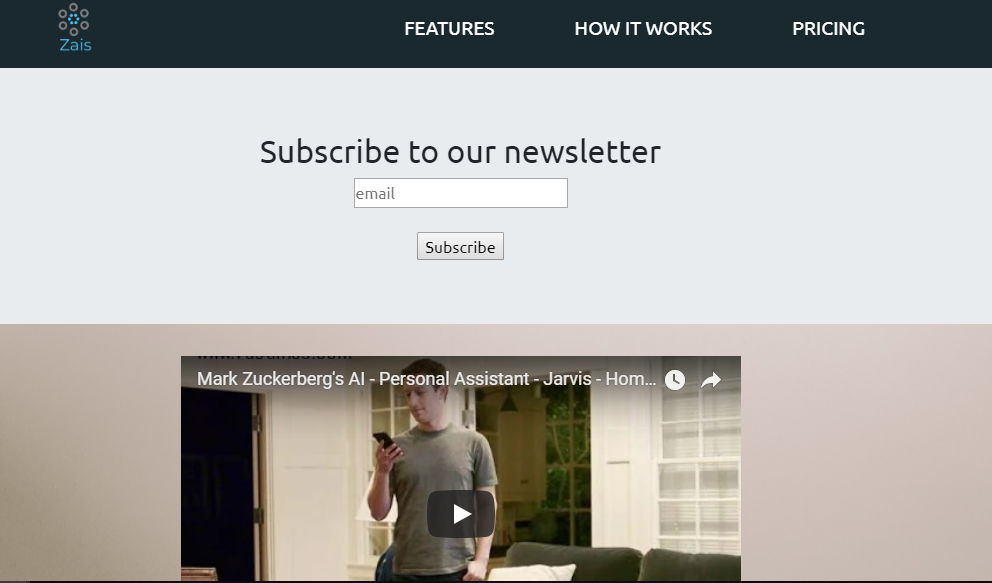 Zais
FEATURES
HOW IT WORKS
PRICING
Subscribe to our newsletter
email
Subscribe
Mark Zuckerberg's AI - Personal Assistant - Jarvis - Hom...